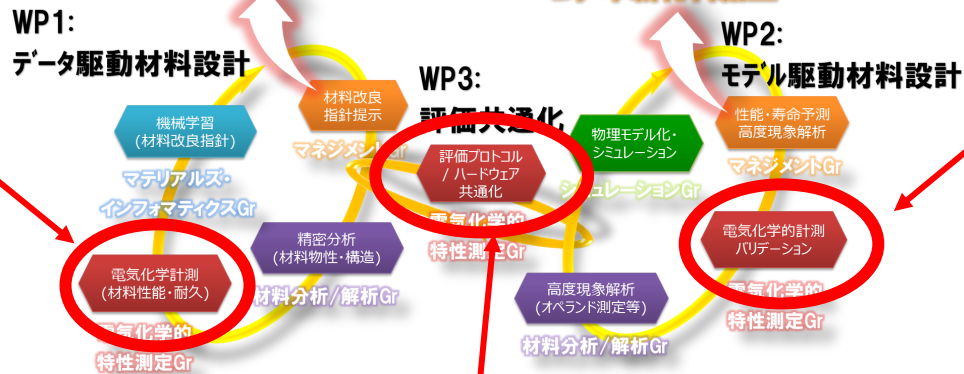 WP1:
データ駆動材料設計
機械学習
(材料改良指針)
マテリアルズ・
インフォマティクスGr
材料改良
指針提示
マネジメントGr
電気化学計測
(材料性能・耐久)
電気化学的
特性測定Gr
精密分析
(材料物性・構造)
材料分析/解析Gr
WP3:
評価共通化
評価プロトコル
/ ハードウェア
共通化
電気化学的
特性測定Gr
WP2:
モデル駆動材料設計
物理モデル化・
シミュレーション
シミュレーションGr
性能・寿命予測
高度現象解析
マネジメントGr
電気化学的計測
バリデーション
電気化学的
特性測定Gr
高度現象解析
(オペランド測定等)
材料分析/解析Gr